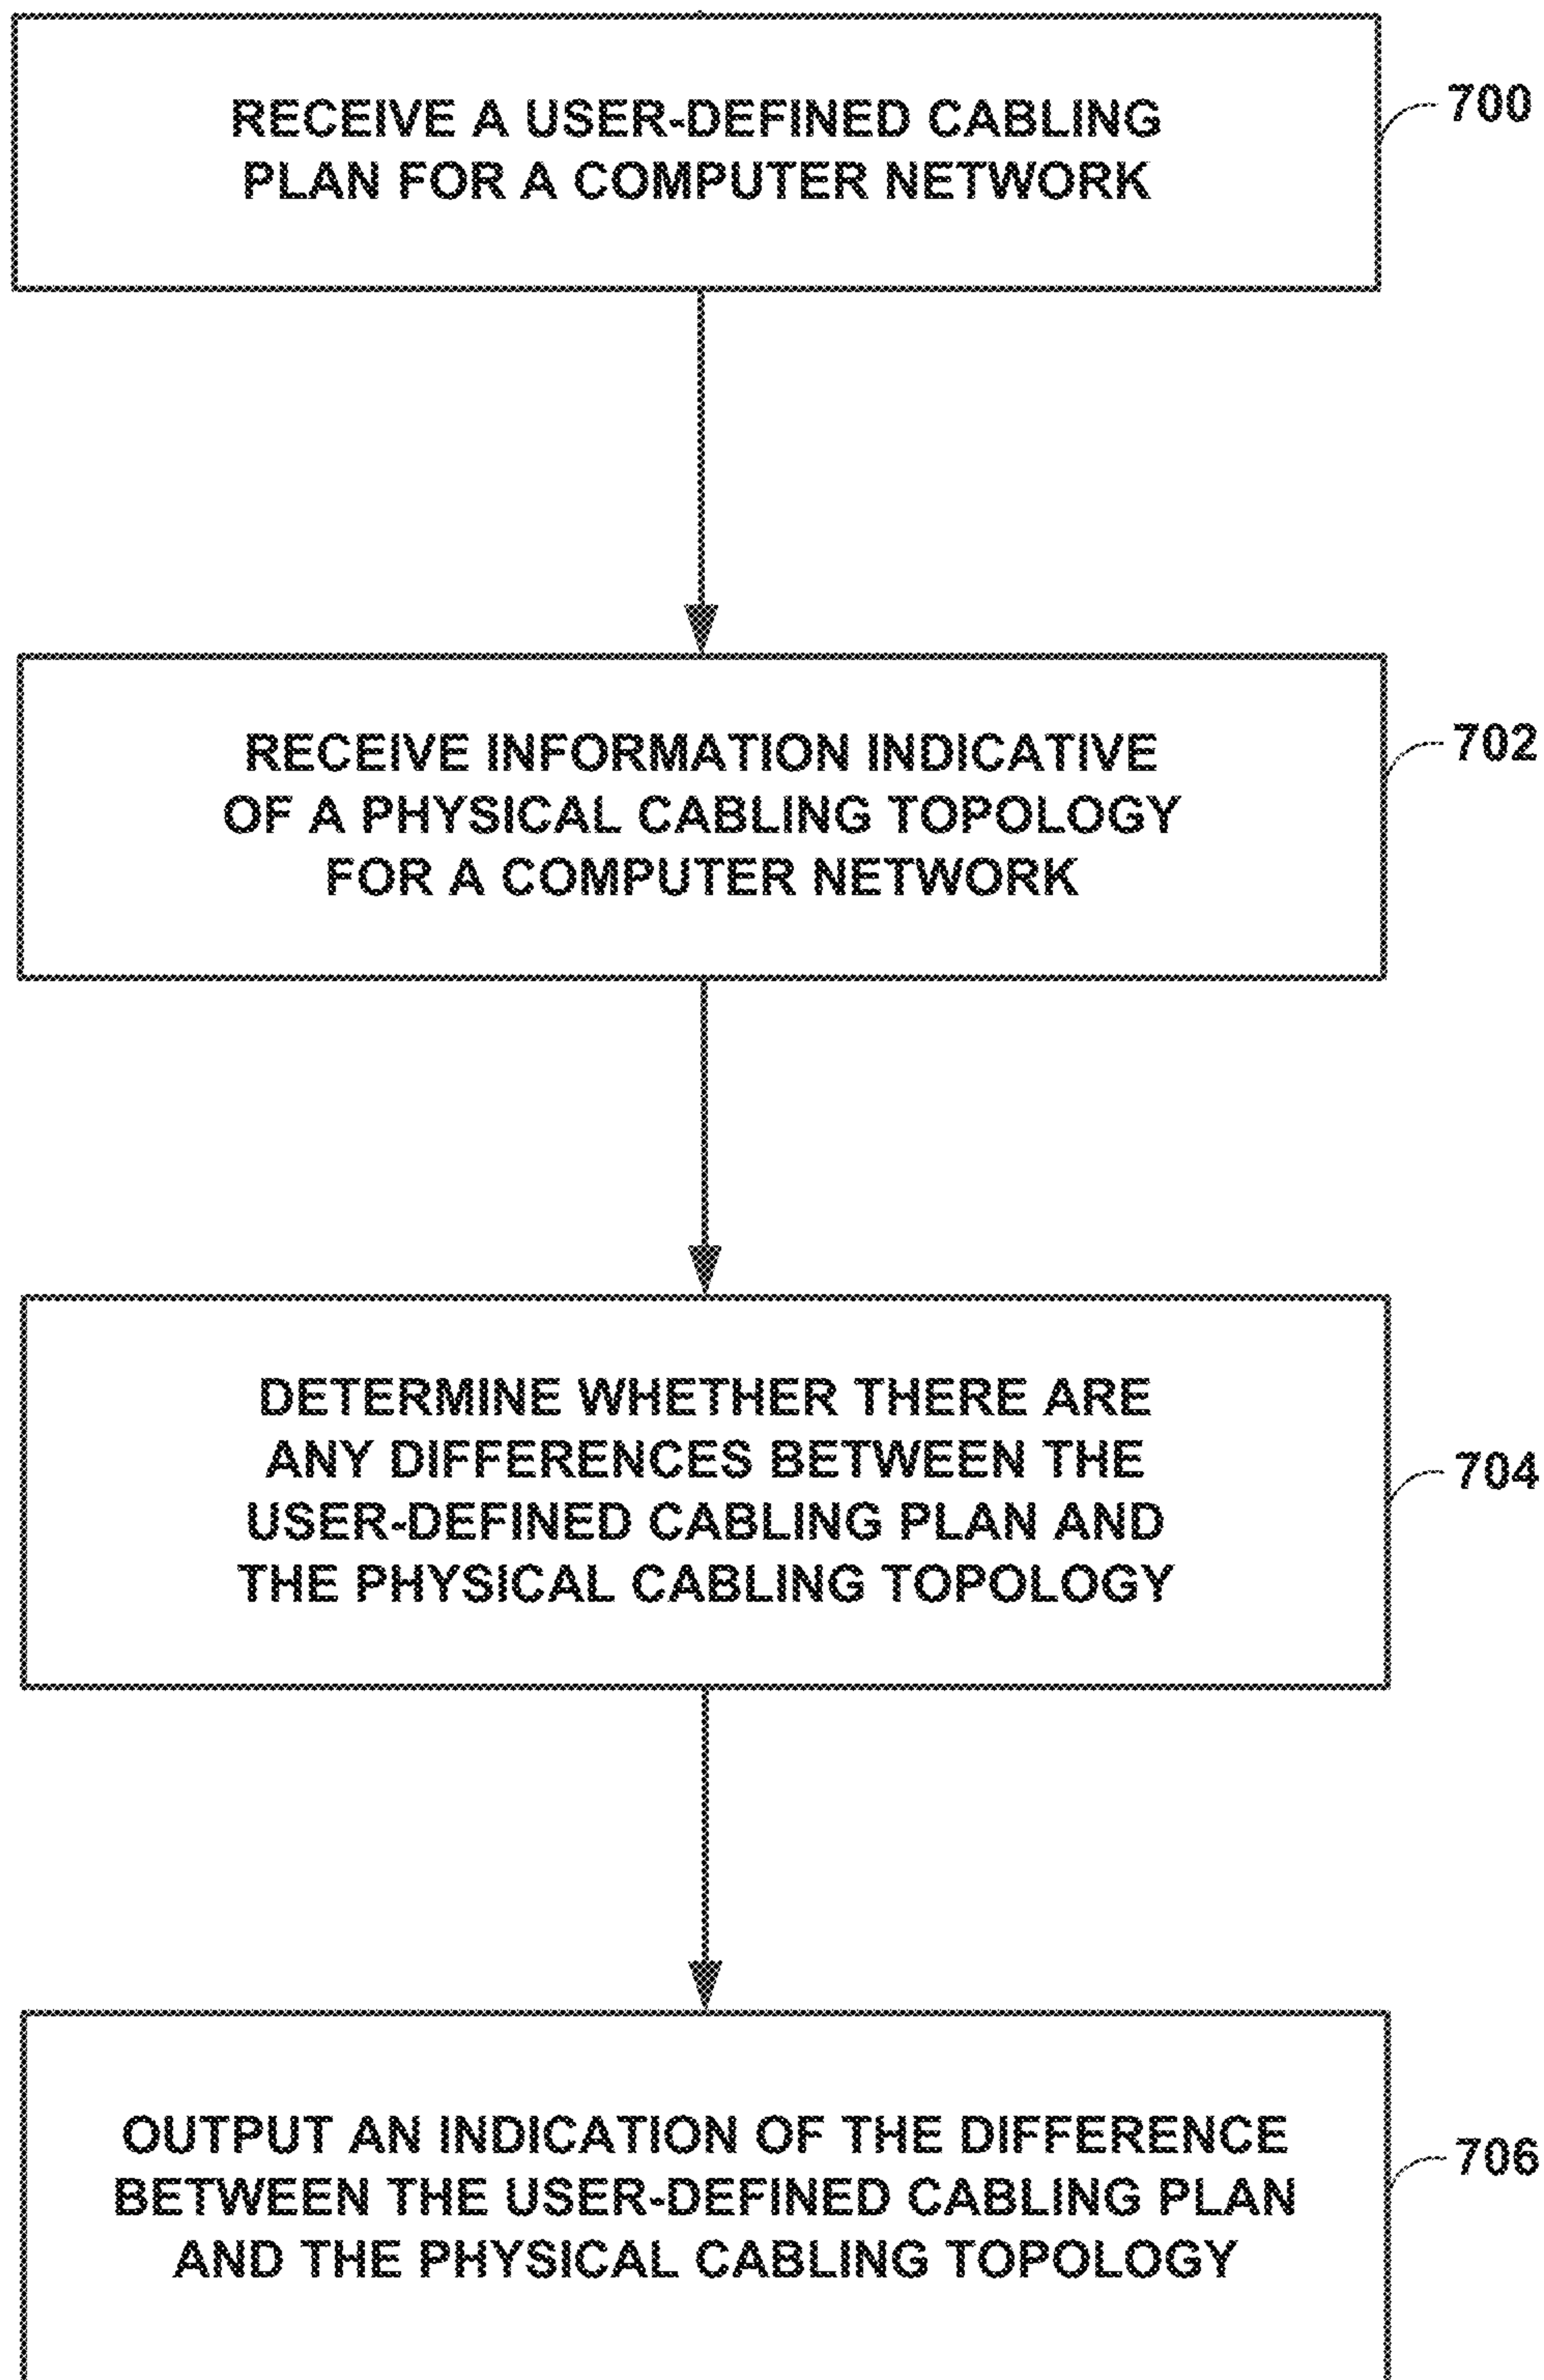 RECEIVE A USER-DEFINED CABLING
PLAN FOR A COMPUTER NETWORK
700
RECEIVE INFORMATION INDICATIVE
OF A PHYSICAL CABLING TOPOLOGY
FOR A COMPUTER NETWORK
702
DETERMINE WHETHER THERE ARE
ANY DIFFERENCES BETWEEN THE
USER-DEFINED CABLING PLAN AND
THE PHYSICAL CABLING TOPOLOGY
704
OUTPUT AN INDICATION OF THE DIFFERENCE
BETWEEN THE USER-DEFINED CABLING PLAN
AND THE PHYSICAL CABLING TOPOLOGY
706